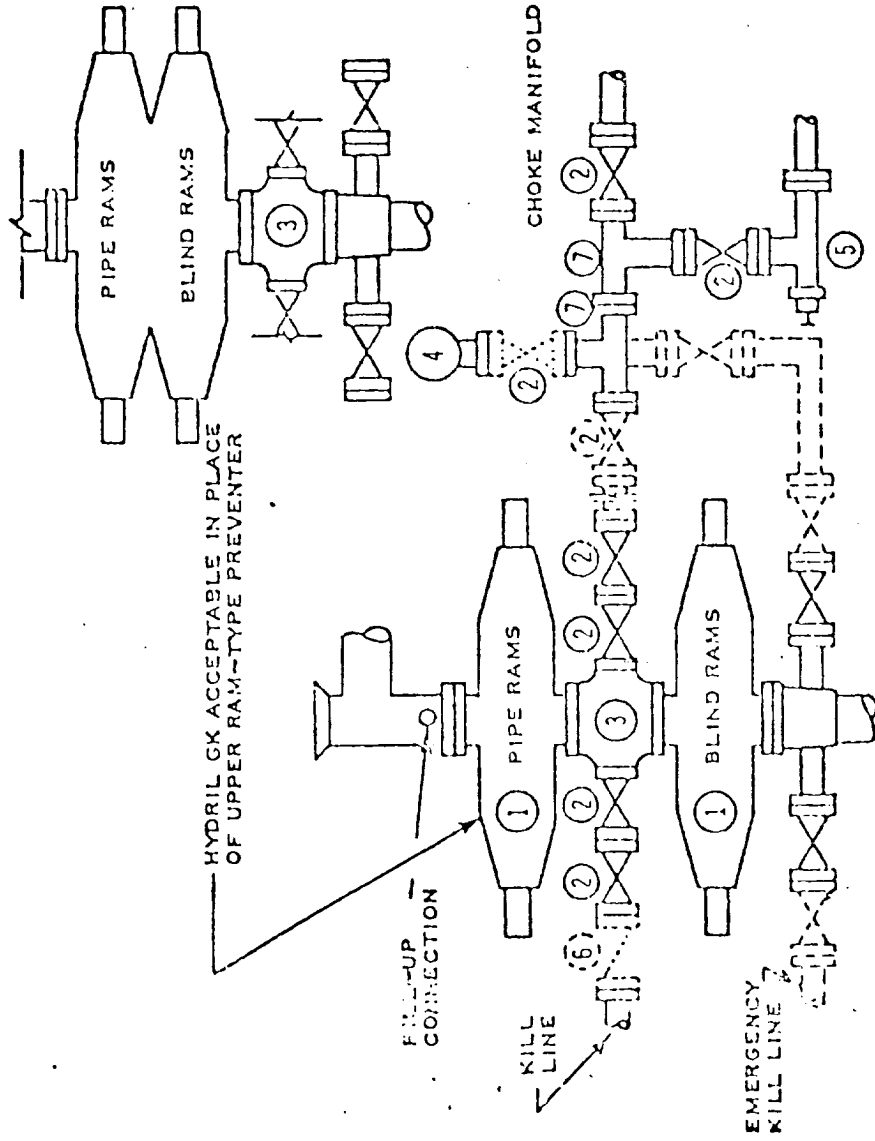 PIPE RAMS
BLIND RAMS
3
HYDRIL GK ACCEPTABLE IN PLACE
OF UPPER RAM-TYPE PREVENTER
CHOKE MANIFOLD
4
2
7
7
2
2
2
5
FILL-UP
CONNECTION
1
PIPE RAMS
KILL
LINE
6
2
2
3
2
2
1
BLIND RAMS
EMERGENCY
KILL LINE